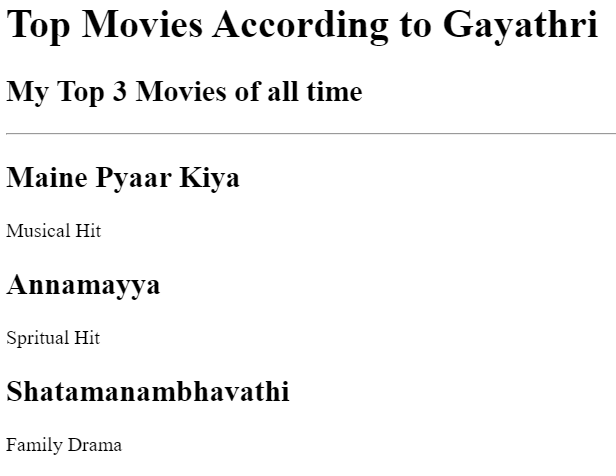 Top Movies According to Gayathri
My Top 3 Movies of all time
Maine Pyaar Kiya
Musical Hit
Annamayya
Spritual Hit
Shatamanambhavathi
Family Drama